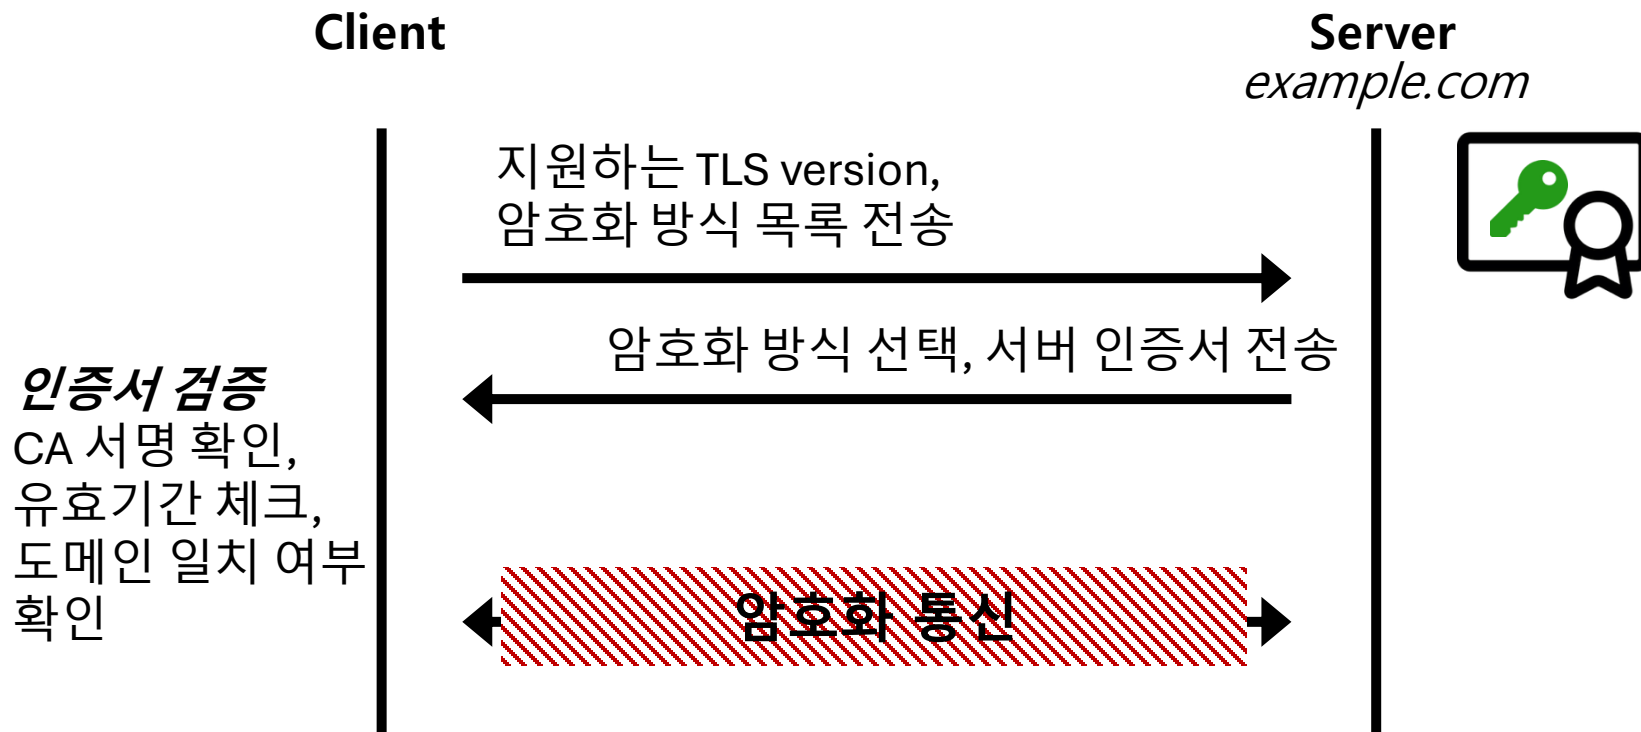 Client
Server
example.com
지원하는 TLS version,
암호화 방식 목록 전송
암호화 방식 선택, 서버 인증서 전송
인증서 검증
CA 서명 확인,
유효기간 체크,
도메인 일치 여부
확인
암호화 통신